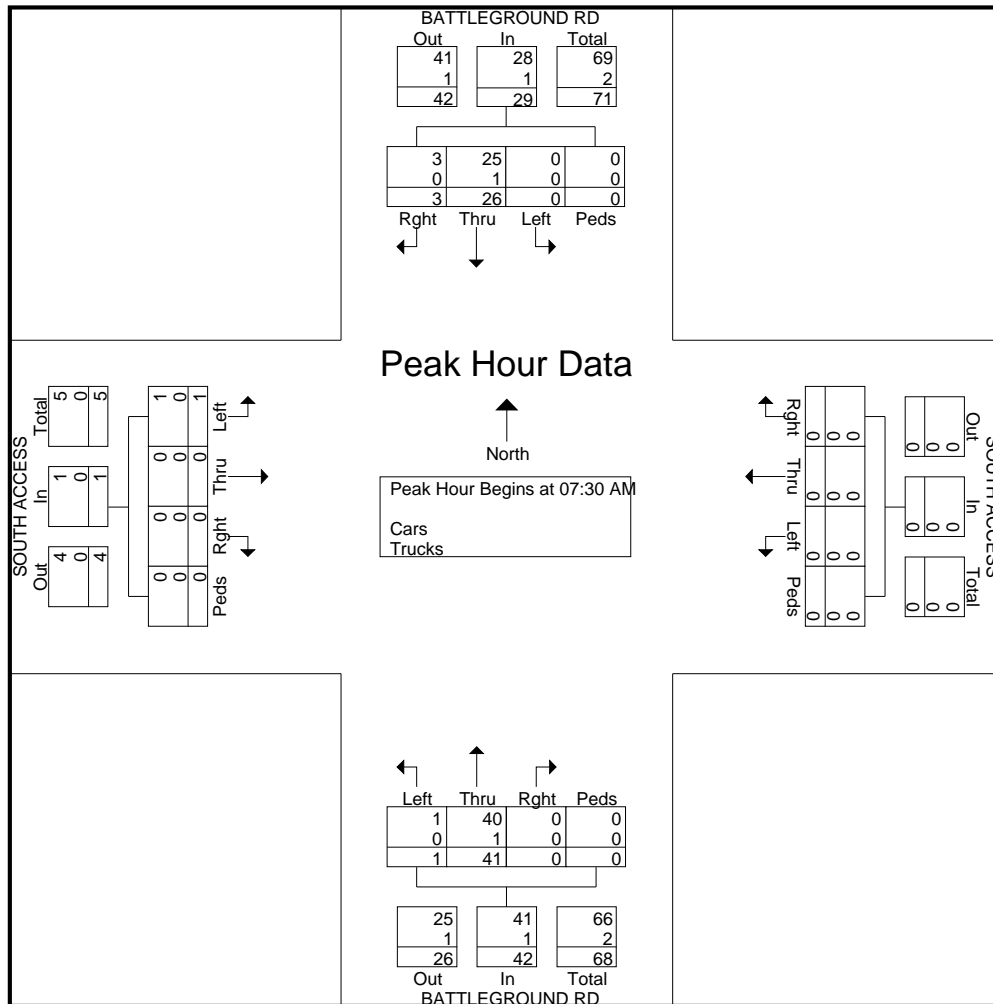 BATTLEGROUND RD
Out In Total
41 28 69
1 1 2
42 29 71
3 25 0 0
0 1 0 0
3 26 0 0
Rght Thru Left Peds
SOUTH ACCESS
Out In Total
4 1 5
0 0 0
4 1 5
0 0 0 1
0 0 0 0
0 0 0 1
Peds Rght Thru Left
Peak Hour Data
North
Peak Hour Begins at 07:30 AM
Cars
Trucks
SOUTH ACCESS
Out In Total
0 0 0
0 0 0
0 0 0
0 0 0 0
0 0 0 0
0 0 0 0
Rght Thru Left Peds
Left Thru Rght Peds
1 40 0 0
0 1 0 0
1 41 0 0
25 41 66
1 1 2
26 42 68
Out In Total
BATTLEGROUND RD